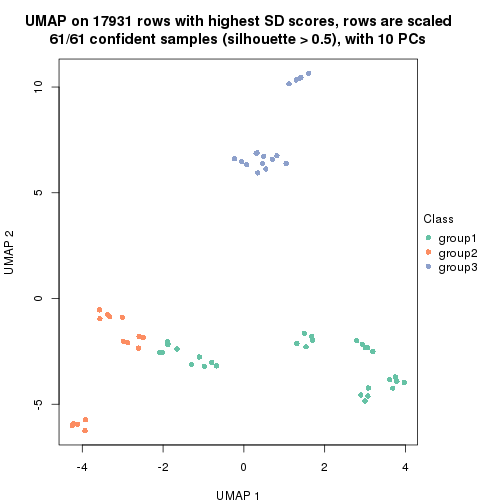 UMAP on 17931 rows with highest SD scores, rows are scaled
61/61 confident samples (silhouette > 0.5), with 10 PCs
10
5
0
-5
UMAP 2
-4
-2
0
2
4
UMAP 1
Class
group1
group2
group3